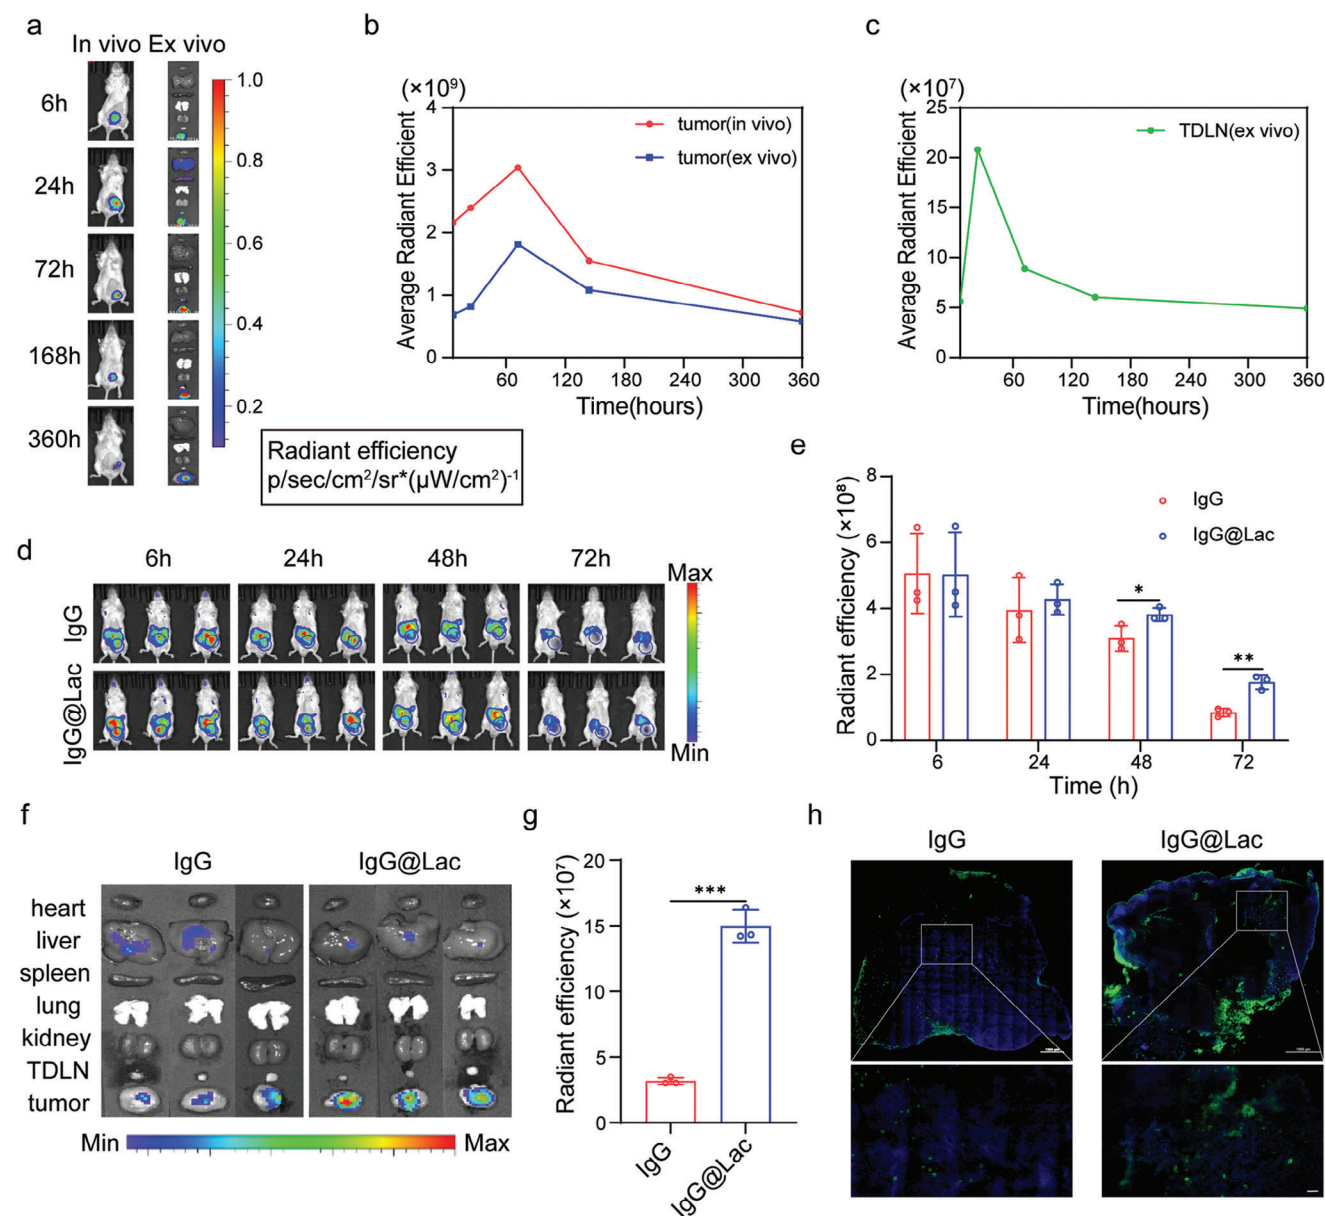 a
In vivo Ex vivo
6h
24h
72h
168h
360h
1.0
0.8
0.6
0.4
0.2
Radiant efficiency
p/sec/cm²/sr*(µW/cm²)⁻¹
b
(×10⁹)
Average Radiant Efficient
4
3
2
1
0
tumor(in vivo)
tumor(ex vivo)
60 120 180 240 300 360
Time(hours)
c
(×10⁷)
Average Radiant Efficient
25
20
15
10
5
0
TDLN(ex vivo)
60 120 180 240 300 360
Time(hours)
d
6h 24h 48h 72h
IgG
IgG@Lac
Max
Min
e
Radiant efficiency (×10⁸)
8
6
4
2
0
IgG
IgG@Lac
*
**
6 24 48 72
Time (h)
f
IgG IgG@Lac
heart
liver
spleen
lung
kidney
TDLN
tumor
Min Max
g
Radiant efficiency (×10⁷)
20
15
10
5
0
***
IgG
IgG@Lac
h
IgG IgG@Lac